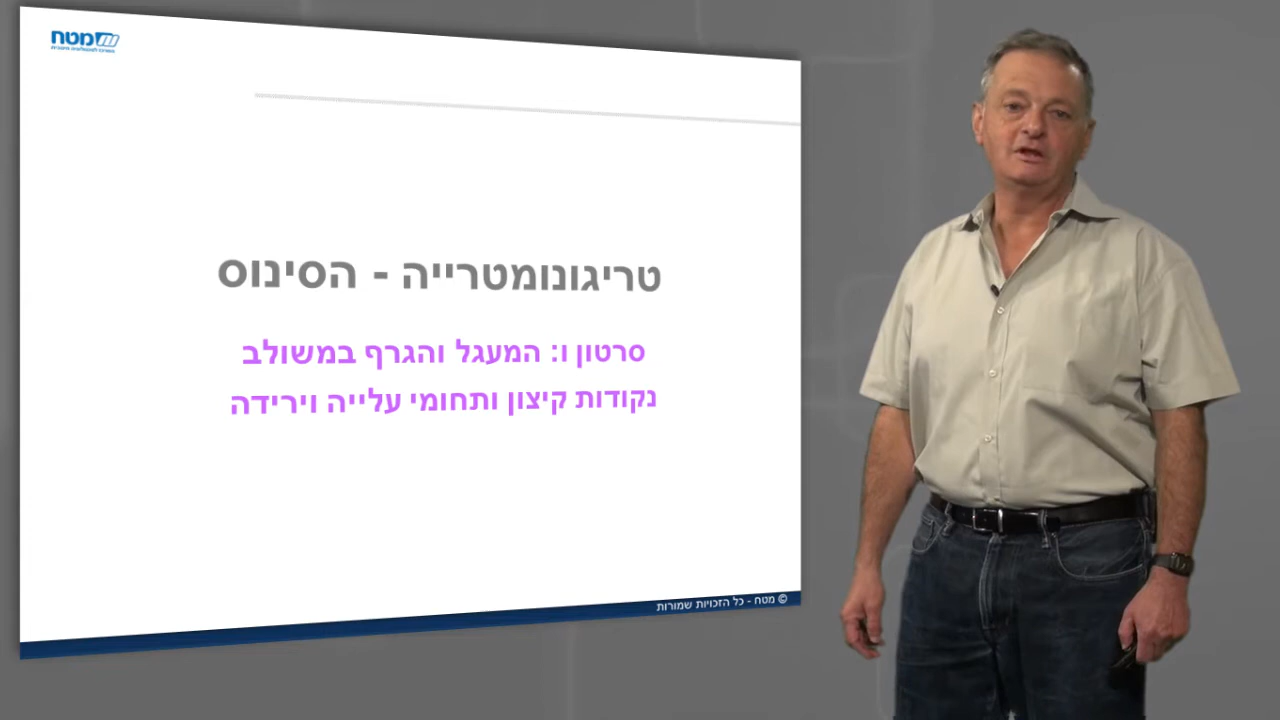 מטח
טריגונומטרייה - הסינוס
סרטון ו: המעגל והגרף במשולב
נקודות קיצון ותחומי עלייה וירידה
© מטח - כל הזכויות שמורות